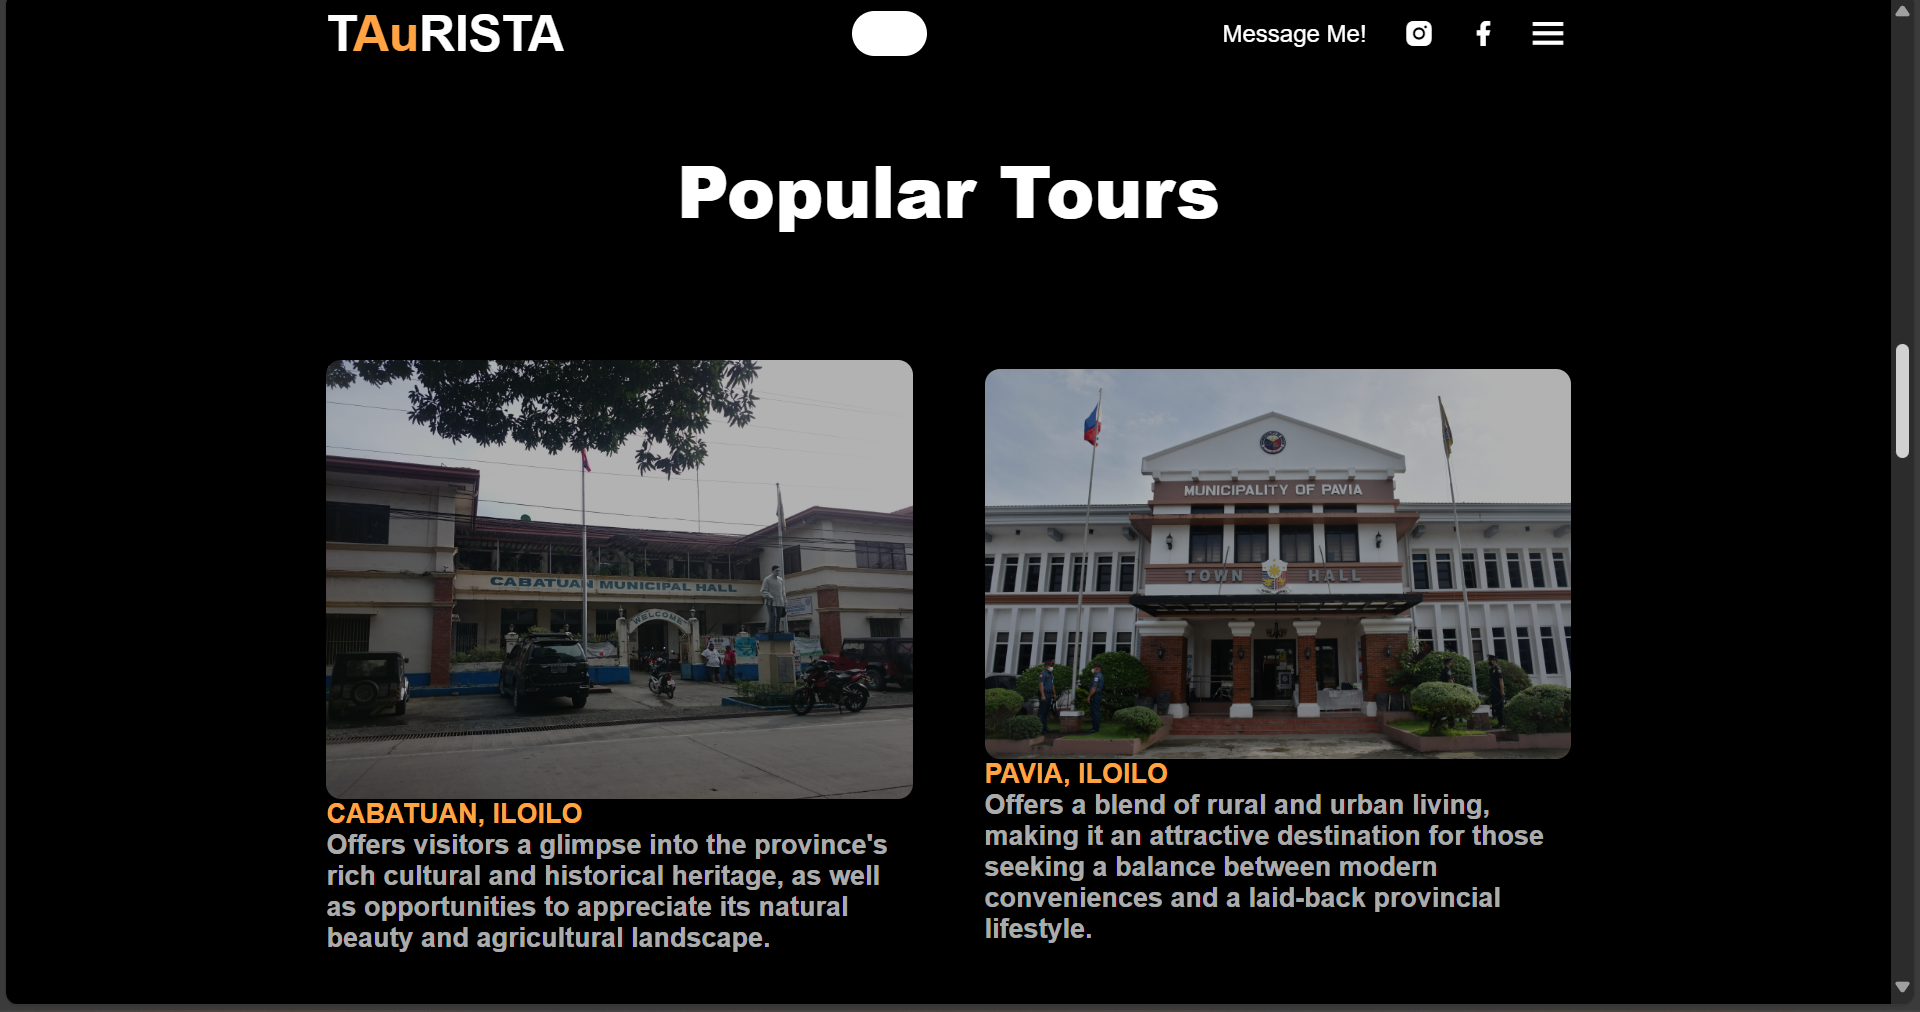 TAuRISTA
Message Me!
Popular Tours
CABATUAN MUNICIPAL HALL
WELCOME
MUNICIPALITY OF PAVIA
TOWN HALL
CABATUAN, ILOILO
Offers visitors a glimpse into the province's
rich cultural and historical heritage, as well
as opportunities to appreciate its natural
beauty and agricultural landscape.
PAVIA, ILOILO
Offers a blend of rural and urban living,
making it an attractive destination for those
seeking a balance between modern
conveniences and a laid-back provincial
lifestyle.